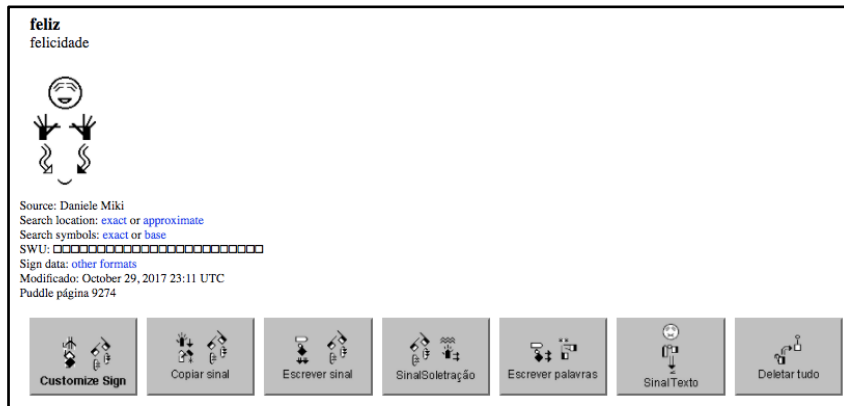 feliz
felicidade
Source: Daniele Miki
Search location: exact or approximate
Search symbols: exact or base
SWU: □□□□□□□□□□□□□□□□□□□□□□□□
Sign data: other formats
Modificado: October 29, 2017 23:11 UTC
Puddle página 9274
Customize Sign
Copiar sinal
Escrever sinal
SinalSoletração
Escrever palavras
SinalTexto
Deletar tudo